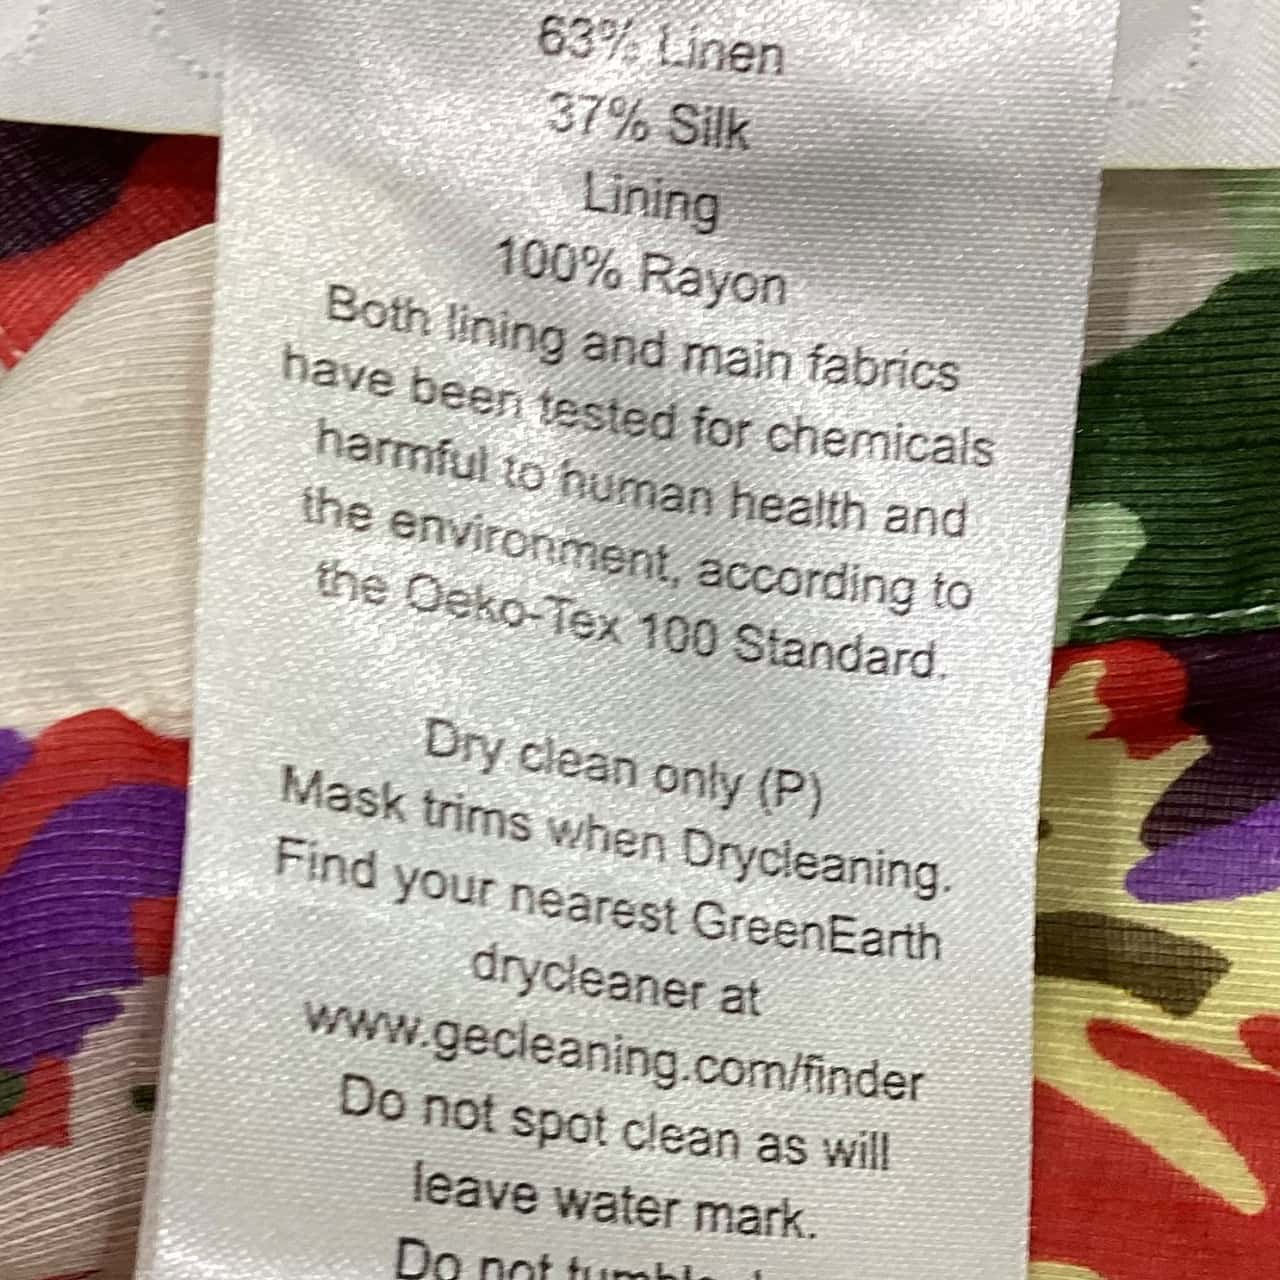 63% Linen
37% Silk
Lining
100% Rayon
Both lining and main fabrics
have been tested for chemicals
harmful to human health and
the environment, according to
the Oeko-Tex 100 Standard.
Dry clean only (P)
Mask trims when Drycleaning.
Find your nearest GreenEarth
drycleaner at
www.gecleaning.com/finder
Do not spot clean as will
leave water mark.
Do not tumble